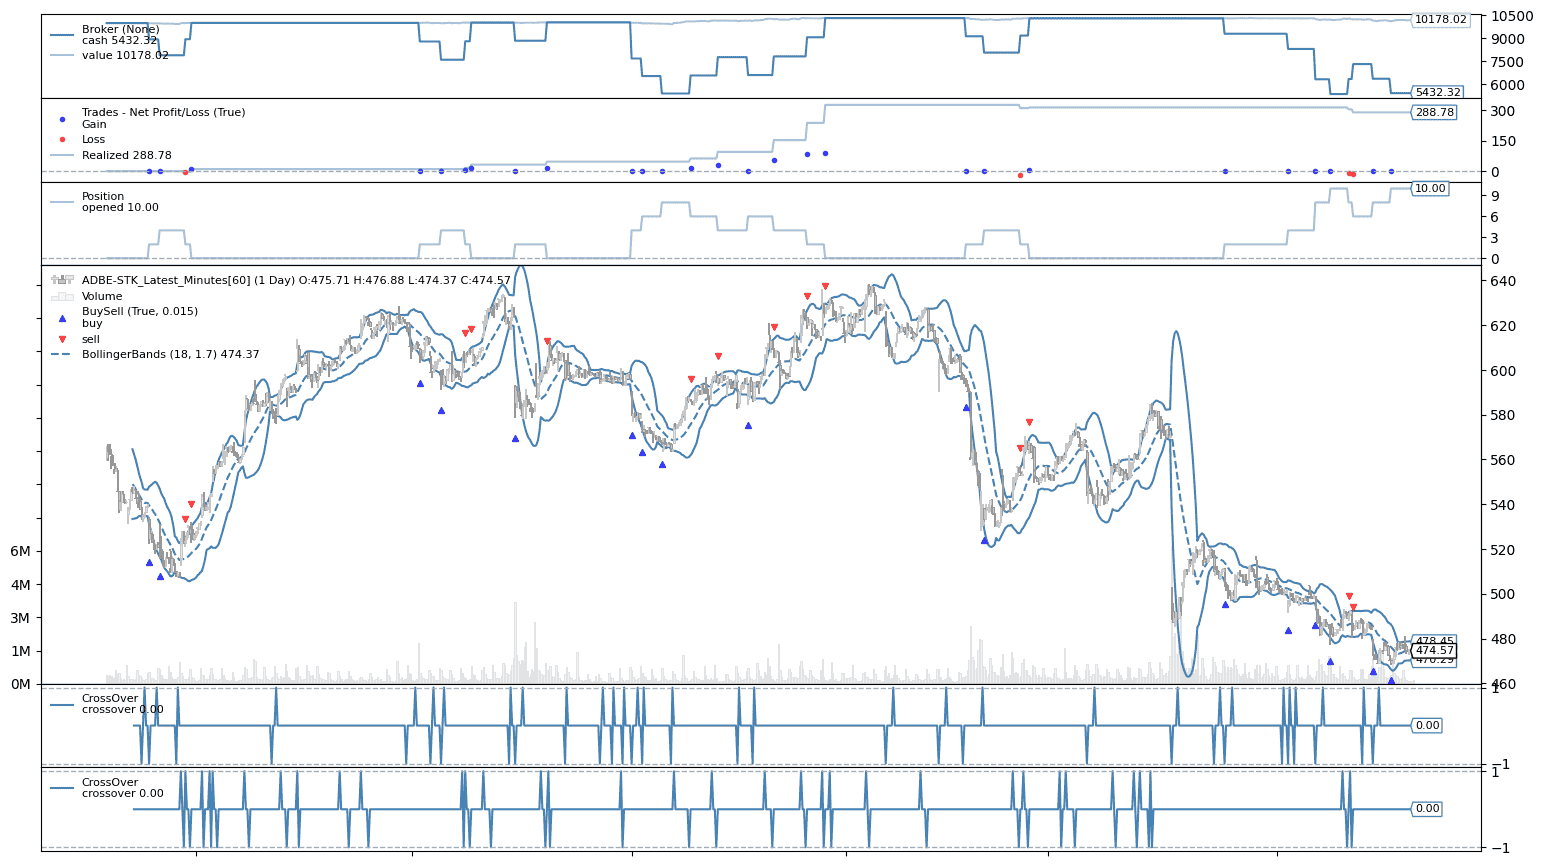 Broker (None)
cash 5432.32
value 10178.02
10178.02
5432.32
10500
9000
7500
6000
Trades - Net Profit/Loss (True)
Gain
Loss
Realized 288.78
288.78
300
150
0
Position
opened 10.00
10.00
9
6
3
0
ADBE-STK_Latest_Minutes[60] (1 Day) O:475.71 H:476.88 L:474.37 C:474.57
Volume
BuySell (True, 0.015)
buy
sell
BollingerBands (18, 1.7) 474.37
640
620
600
580
560
540
520
500
480
460
6M
4M
3M
1M
0M
478.45
474.57
470.29
CrossOver
crossover 0.00
0.00
1
−1
CrossOver
crossover 0.00
0.00
1
−1